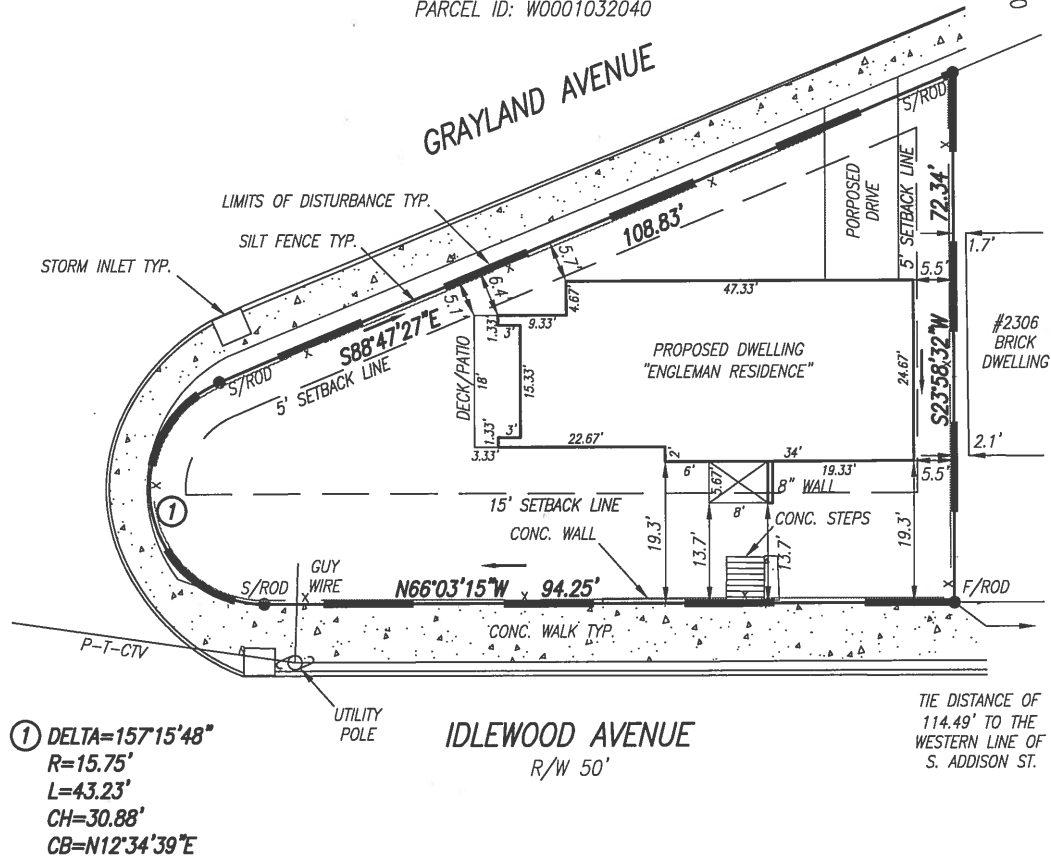 PARCEL ID: W0001032040
GRAYLAND AVENUE
LIMITS OF DISTURBANCE TYP.
SILT FENCE TYP.
STORM INLET TYP.
S/ROD
108.83'
PORPOSED
DRIVE
5' SETBACK LINE
72.34'
1.7'
5.5'
5.7'
6.4'
5.1'
4.67'
47.33'
9.33'
1.33'
3'
S88°47'27"E
5' SETBACK LINE
S/ROD
DECK/PATIO
18'
15.33'
PROPOSED DWELLING
"ENGLEMAN RESIDENCE"
24.67'
S23°58'32"W
#2306
BRICK
DWELLING
1.33'
3'
3.33'
22.67'
2'
6'
34'
19.33'
2.1'
5.5'
5.67'
8" WALL
8'
15' SETBACK LINE
CONC. WALL
CONC. STEPS
19.3'
13.7'
13.7'
19.3'
1
S/ROD
GUY
WIRE
N66°03'15"W
94.25'
F/ROD
CONC. WALK TYP.
P-T-CTV
UTILITY
POLE
IDLEWOOD AVENUE
R/W 50'
TIE DISTANCE OF
114.49' TO THE
WESTERN LINE OF
S. ADDISON ST.
1 DELTA=157°15'48"
R=15.75'
L=43.23'
CH=30.88'
CB=N12°34'39"E